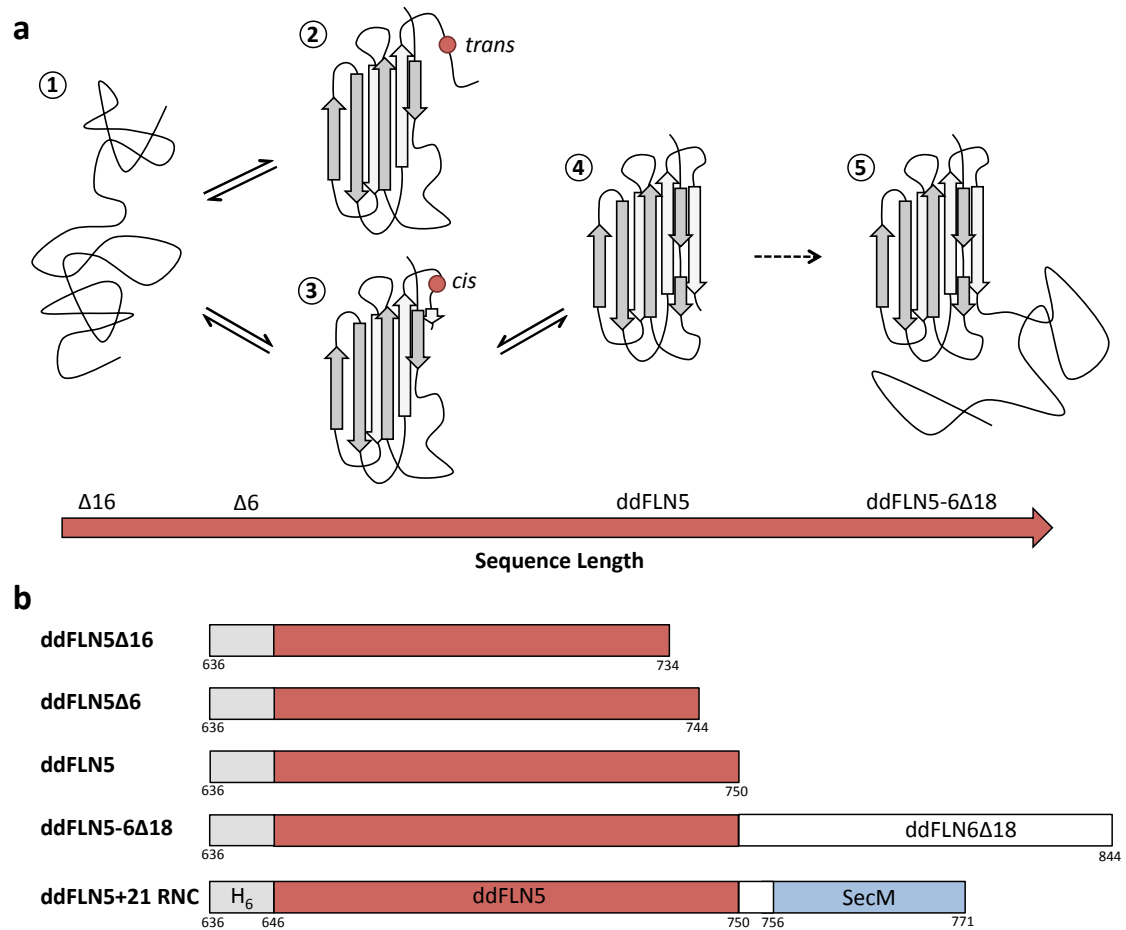 a
1
2
trans
3
cis
4
5
Δ16 Δ6 ddFLN5 ddFLN5-6Δ18
Sequence Length
b
ddFLN5Δ16
636 734
ddFLN5Δ6
636 744
ddFLN5
636 750
ddFLN5-6Δ18 ddFLN6Δ18
636 844
ddFLN5+21 RNC H₆ ddFLN5 SecM
636 646 750 756 771